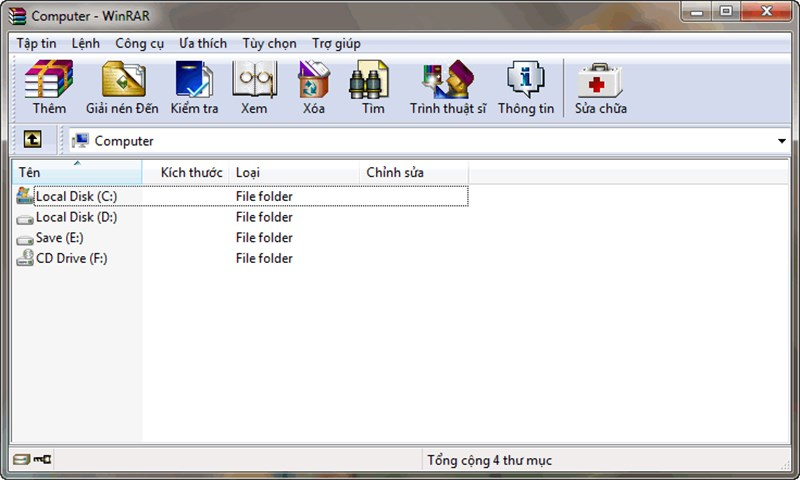 Computer - WinRAR
Tập tin Lệnh Công cụ Ưa thích Tùy chọn Trợ giúp
Thêm Giải nén Đến Kiểm tra Xem Xóa Tìm Trình thuật sĩ Thông tin Sửa chữa
Computer
Tên Kích thước Loại Chỉnh sửa
Local Disk (C:) File folder
Local Disk (D:) File folder
Save (E:) File folder
CD Drive (F:) File folder
Tổng cộng 4 thư mục